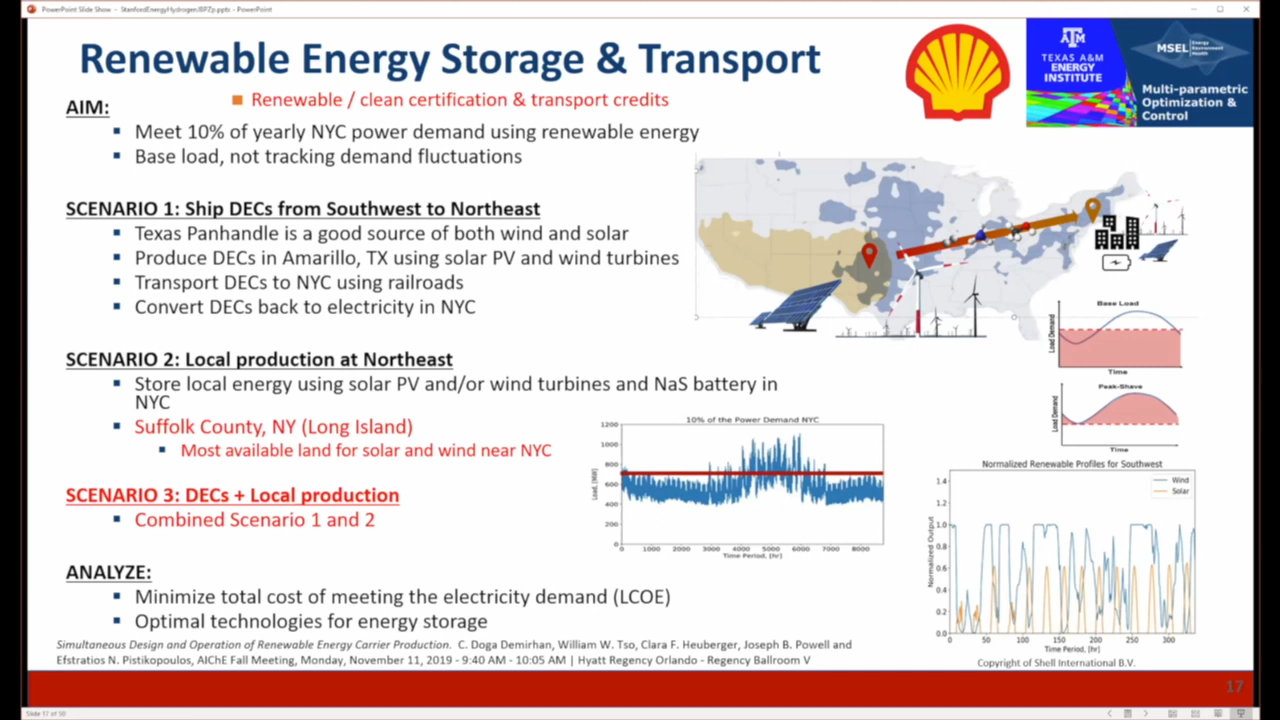 PowerPoint Slide Show - StanfordEnergyHydrogenJBPZp.pptx - PowerPoint
Renewable Energy Storage & Transport
TEXAS A&M
ENERGY
INSTITUTE
MSEL
Energy
Environment
Health
Multi-parametric
Optimization &
Control
AIM:
Renewable / clean certification & transport credits
Meet 10% of yearly NYC power demand using renewable energy
Base load, not tracking demand fluctuations
SCENARIO 1: Ship DECs from Southwest to Northeast
Texas Panhandle is a good source of both wind and solar
Produce DECs in Amarillo, TX using solar PV and wind turbines
Transport DECs to NYC using railroads
Convert DECs back to electricity in NYC
SCENARIO 2: Local production at Northeast
Store local energy using solar PV and/or wind turbines and NaS battery in
NYC
Suffolk County, NY (Long Island)
Most available land for solar and wind near NYC
SCENARIO 3: DECs + Local production
Combined Scenario 1 and 2
ANALYZE:
Minimize total cost of meeting the electricity demand (LCOE)
Optimal technologies for energy storage
Base Load
Load Demand
Time
Peak-Shave
Load Demand
Time
10% of the Power Demand NYC
Load, [MW]
1200
1000
800
600
400
200
0
0 1000 2000 3000 4000 5000 6000 7000 8000
Time Period, [hr]
Normalized Renewable Profiles for Southwest
Wind
Solar
Normalized Output
1.4
1.2
1.0
0.8
0.6
0.4
0.2
0.0
0 50 100 150 200 250 300
Time Period, [hr]
Simultaneous Design and Operation of Renewable Energy Carrier Production. C. Doga Demirhan, William W. Tso, Clara F. Heuberger, Joseph B. Powell and
Efstratios N. Pistikopoulos, AIChE Fall Meeting, Monday, November 11, 2019 - 9:40 AM - 10:05 AM | Hyatt Regency Orlando - Regency Ballroom V
Copyright of Shell International B.V.
17
Slide 17 of 30